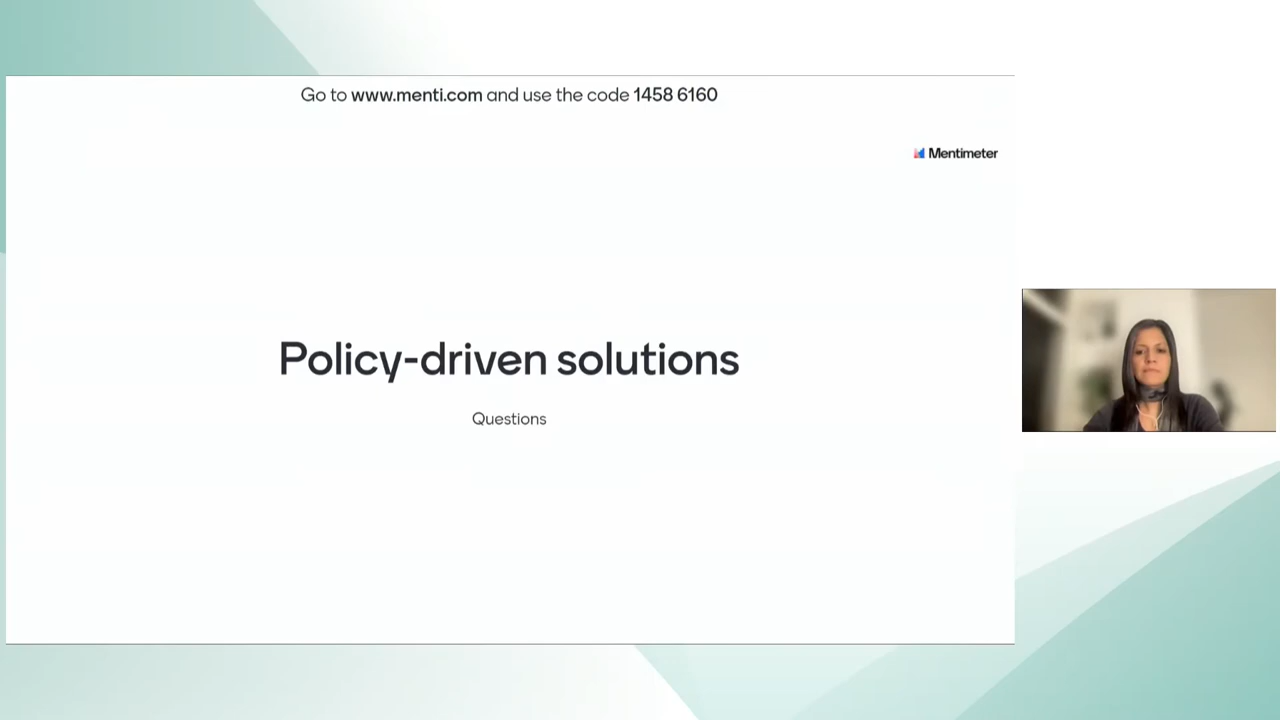 Go to www.menti.com and use the code 1458 6160
Mentimeter
Policy-driven solutions
Questions